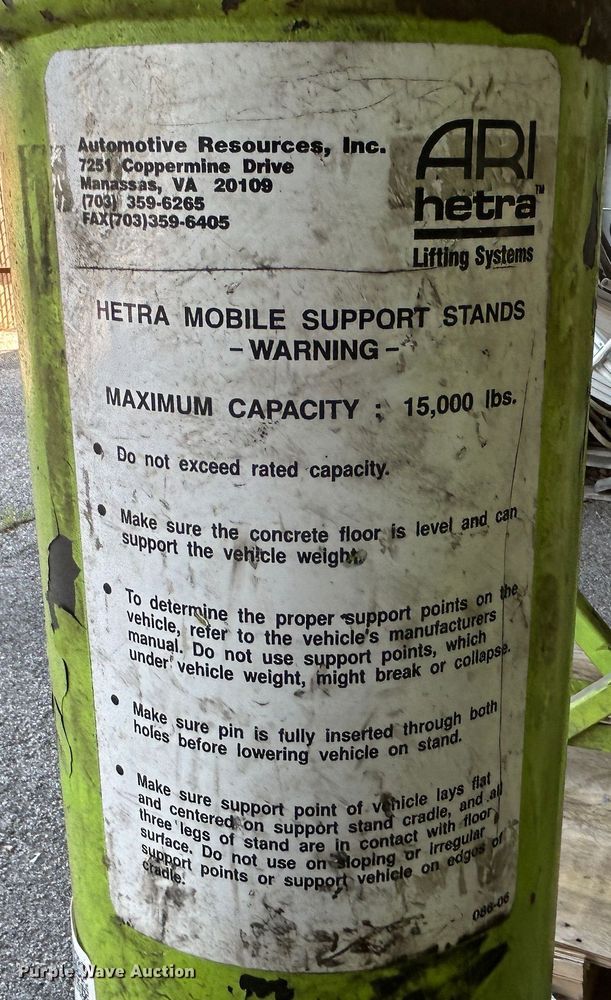 Automotive Resources, Inc.
7251 Coppermine Drive
Manassas, VA 20109
(703) 359-6265
FAX(703)359-6405
ARI
hetra™
Lifting Systems
HETRA MOBILE SUPPORT STANDS
- WARNING -
MAXIMUM CAPACITY : 15,000 lbs.
• Do not exceed rated capacity.
• Make sure the concrete floor is level and can
support the vehicle weight.
• To determine the proper support points on the
vehicle, refer to the vehicle's manufacturers
manual. Do not use support points, which
under vehicle weight, might break or collapse.
• Make sure pin is fully inserted through both
holes before lowering vehicle on stand.
• Make sure support point of vehicle lays flat
and centered on support stand cradle, and all
three legs of stand are in contact with floor
surface. Do not use on sloping or irregular
support points or support vehicle on edges of
cradle.
086-06
Purple Wave Auction